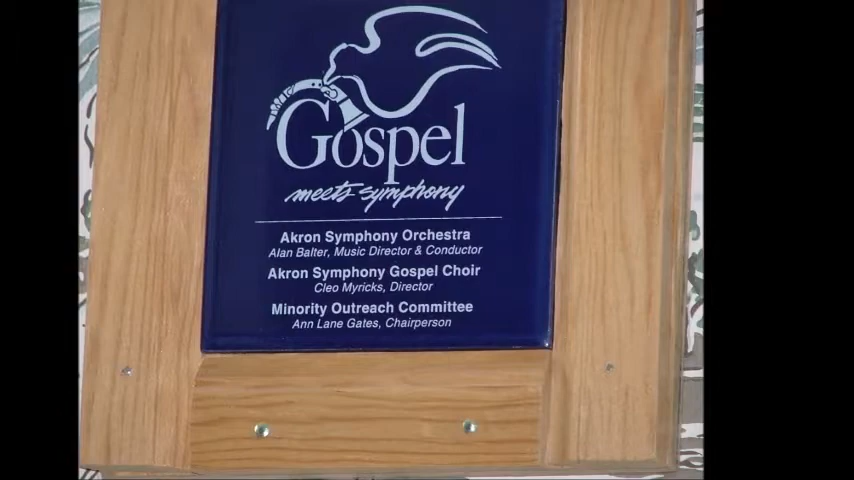 Gospel
meets symphony
Akron Symphony Orchestra
Alan Balter, Music Director & Conductor
Akron Symphony Gospel Choir
Cleo Myricks, Director
Minority Outreach Committee
Ann Lane Gates, Chairperson